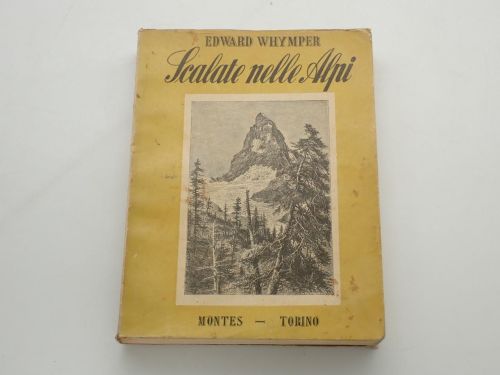 EDWARD WHYMPER
Scalate nelle Alpi
MONTES — TORINO